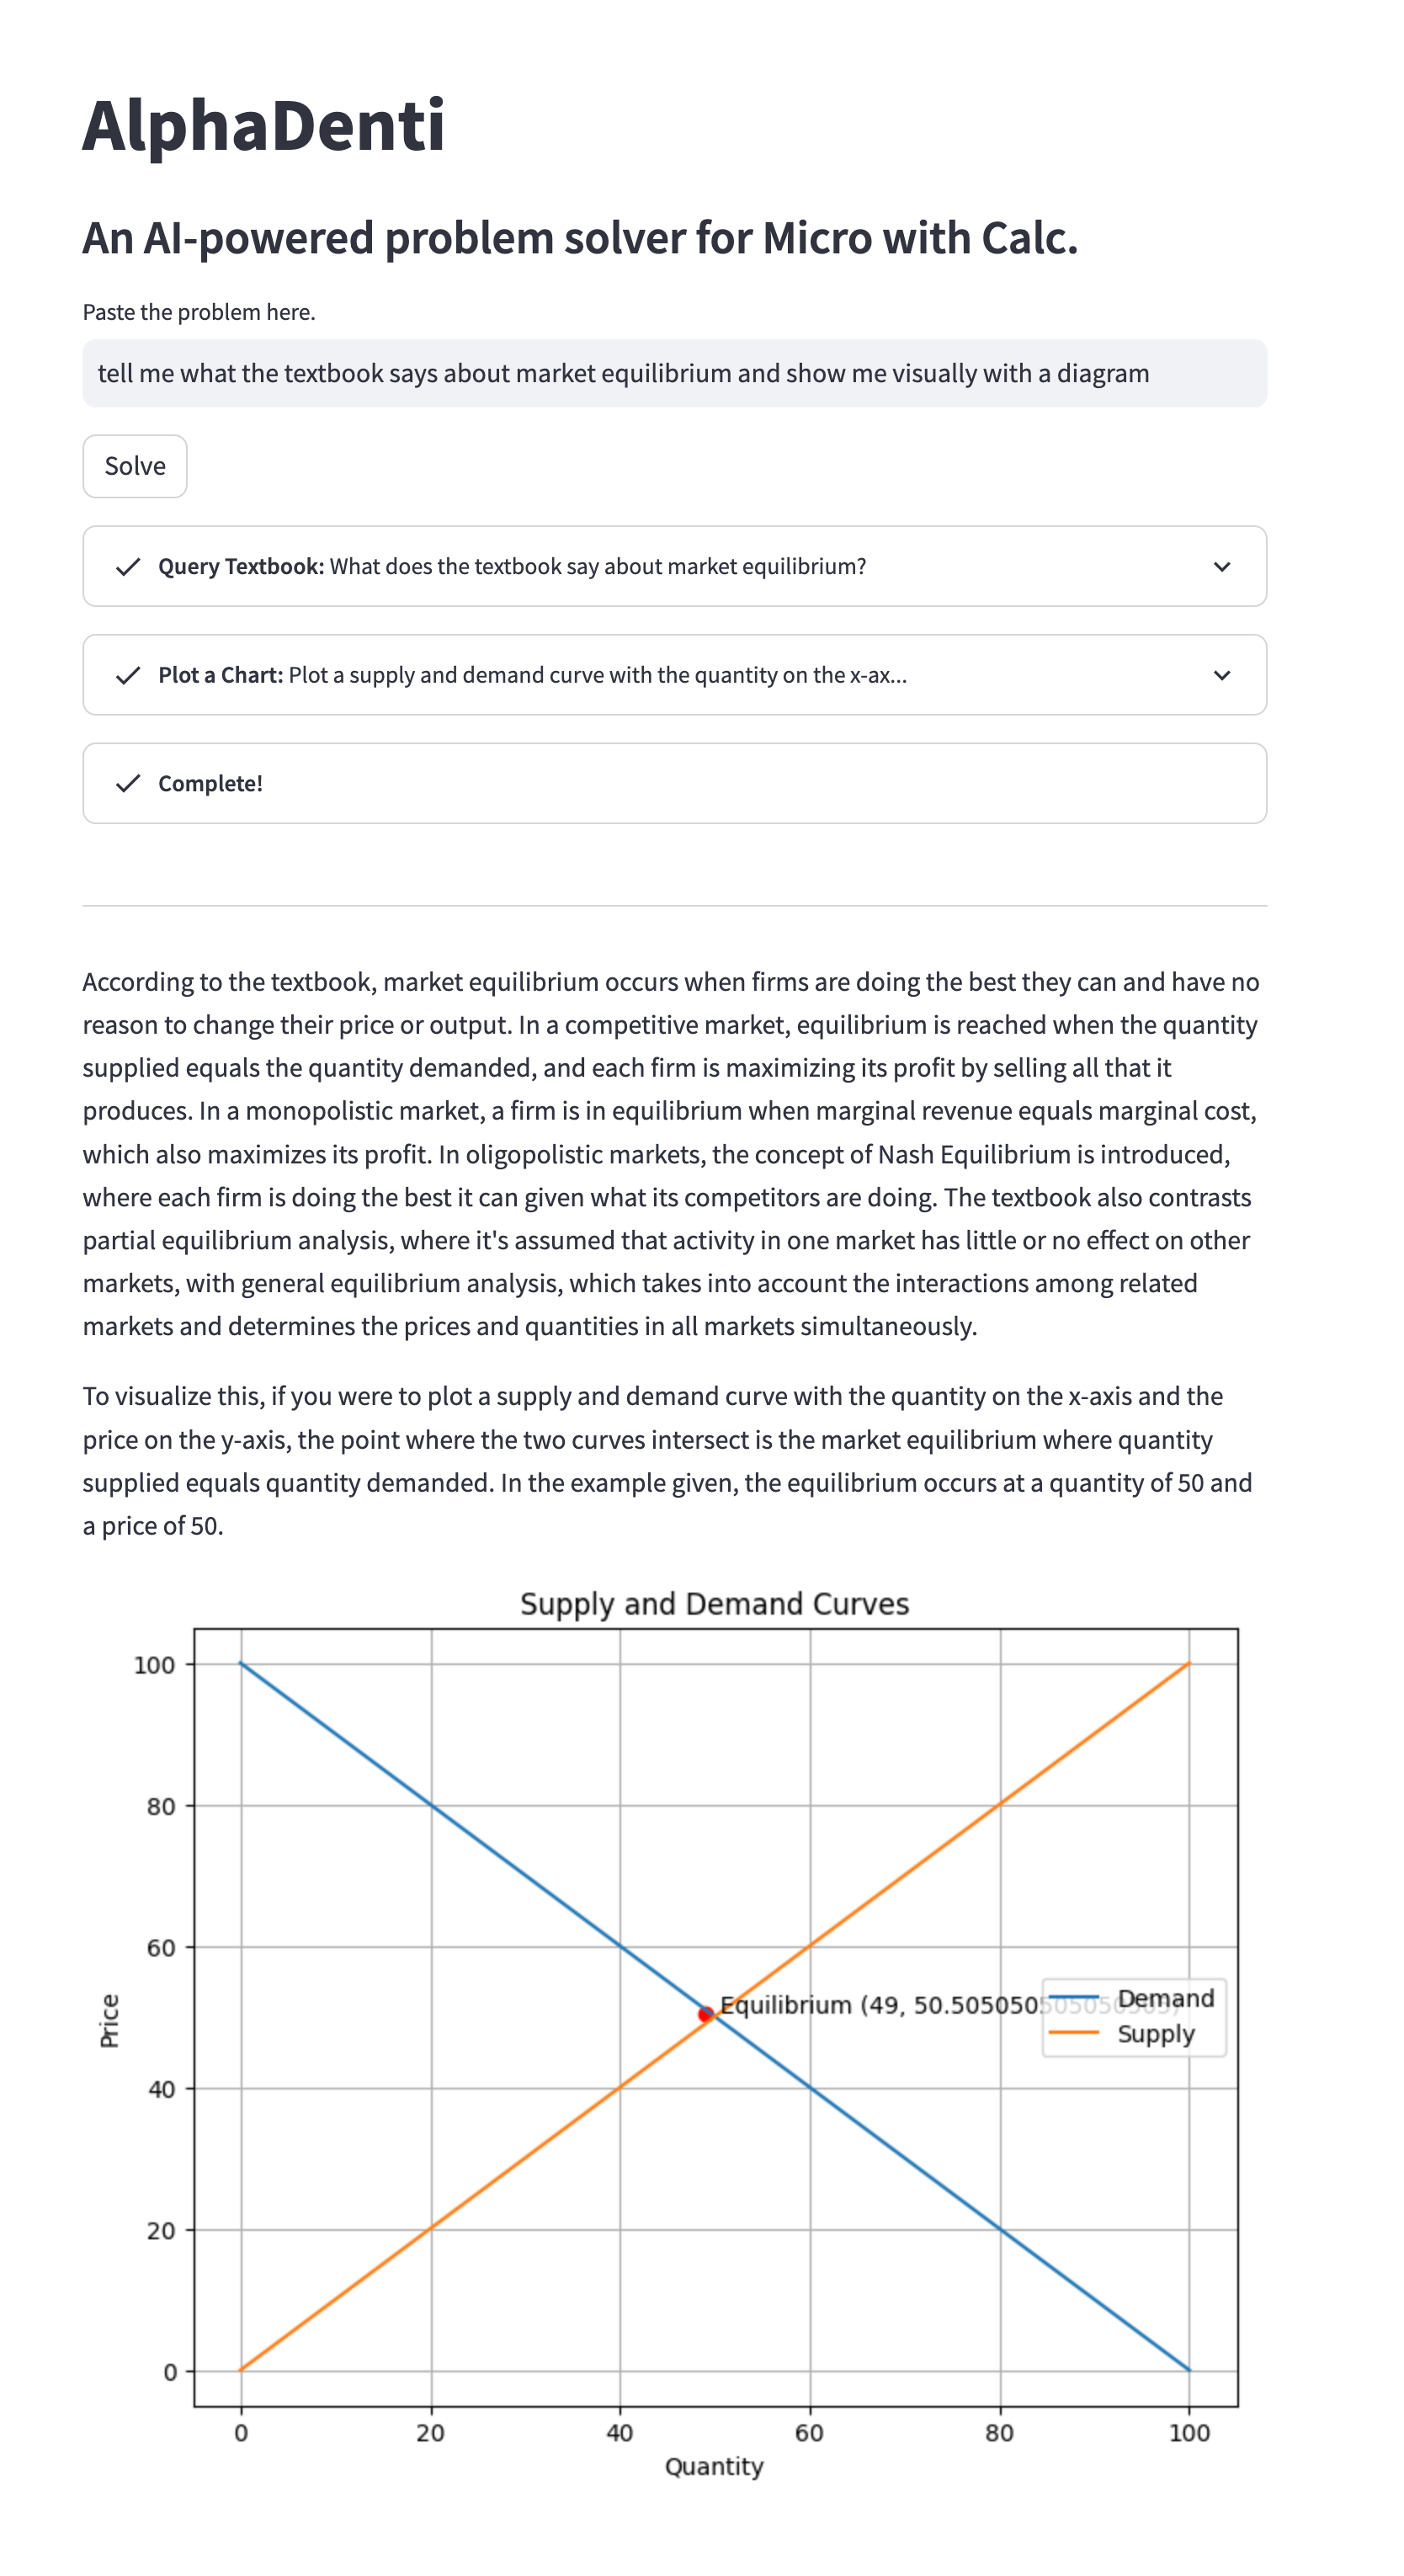 AlphaDenti
An AI-powered problem solver for Micro with Calc.
Paste the problem here.
tell me what the textbook says about market equilibrium and show me visually with a diagram
Solve
Query Textbook: What does the textbook say about market equilibrium?
Plot a Chart: Plot a supply and demand curve with the quantity on the x-ax...
Complete!
According to the textbook, market equilibrium occurs when firms are doing the best they can and have no
reason to change their price or output. In a competitive market, equilibrium is reached when the quantity
supplied equals the quantity demanded, and each firm is maximizing its profit by selling all that it
produces. In a monopolistic market, a firm is in equilibrium when marginal revenue equals marginal cost,
which also maximizes its profit. In oligopolistic markets, the concept of Nash Equilibrium is introduced,
where each firm is doing the best it can given what its competitors are doing. The textbook also contrasts
partial equilibrium analysis, where it's assumed that activity in one market has little or no effect on other
markets, with general equilibrium analysis, which takes into account the interactions among related
markets and determines the prices and quantities in all markets simultaneously.
To visualize this, if you were to plot a supply and demand curve with the quantity on the x-axis and the
price on the y-axis, the point where the two curves intersect is the market equilibrium where quantity
supplied equals quantity demanded. In the example given, the equilibrium occurs at a quantity of 50 and
a price of 50.
Supply and Demand Curves
100
80
60
Equilibrium (49,
Demand
Supply
Price
40
20
0
0 20 40 60 80 100
Quantity